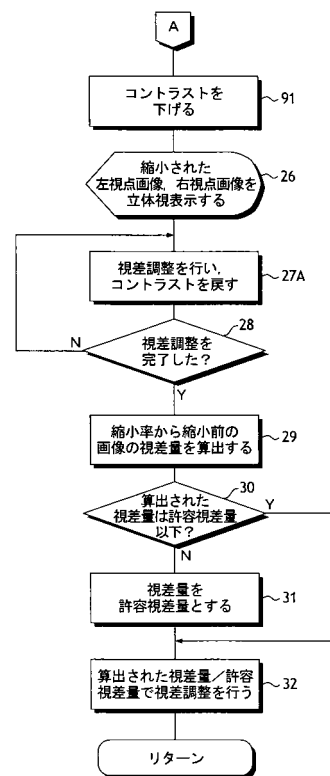 A
コントラストを
下げる
91
縮小された
左視点画像，右視点画像を
立体視表示する
26
視差調整を行い，
コントラストを戻す
27A
視差調整を
完了した？
28
N
Y
縮小率から縮小前の
画像の視差量を算出する
29
算出された
視差量は許容視差量
以下？
30
Y
N
視差量を
許容視差量とする
31
算出された視差量／許容
視差量で視差調整を行う
32
リターン